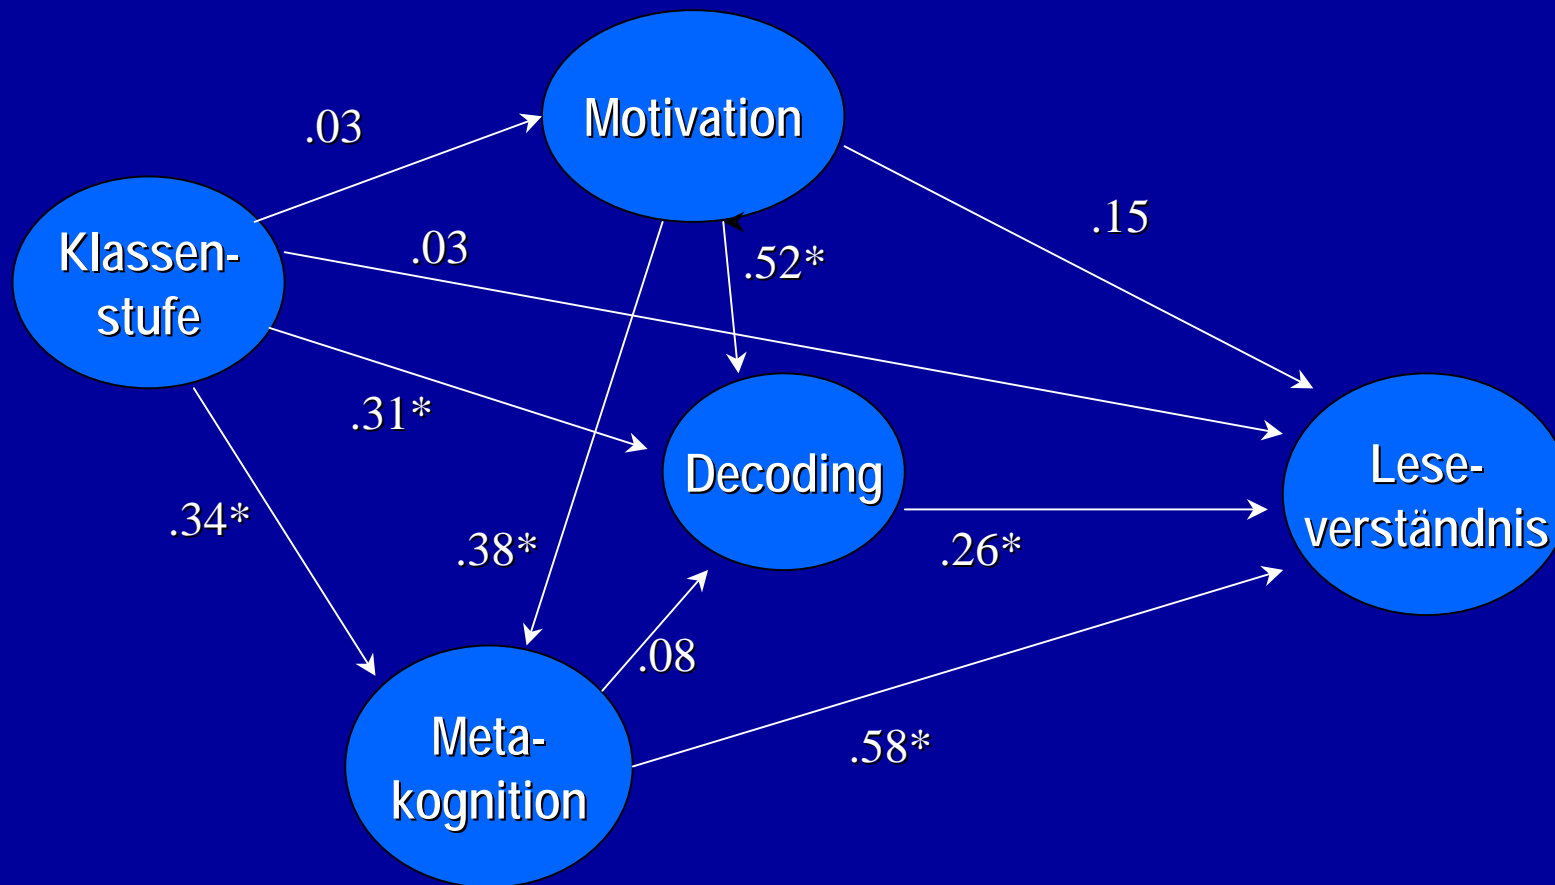 Motivation
.03
Klassen-
stufe
.03
.52*
.15
.31*
Decoding
Lese-
verständnis
.34*
.38*
.26*
.08
Meta-
kognition
.58*